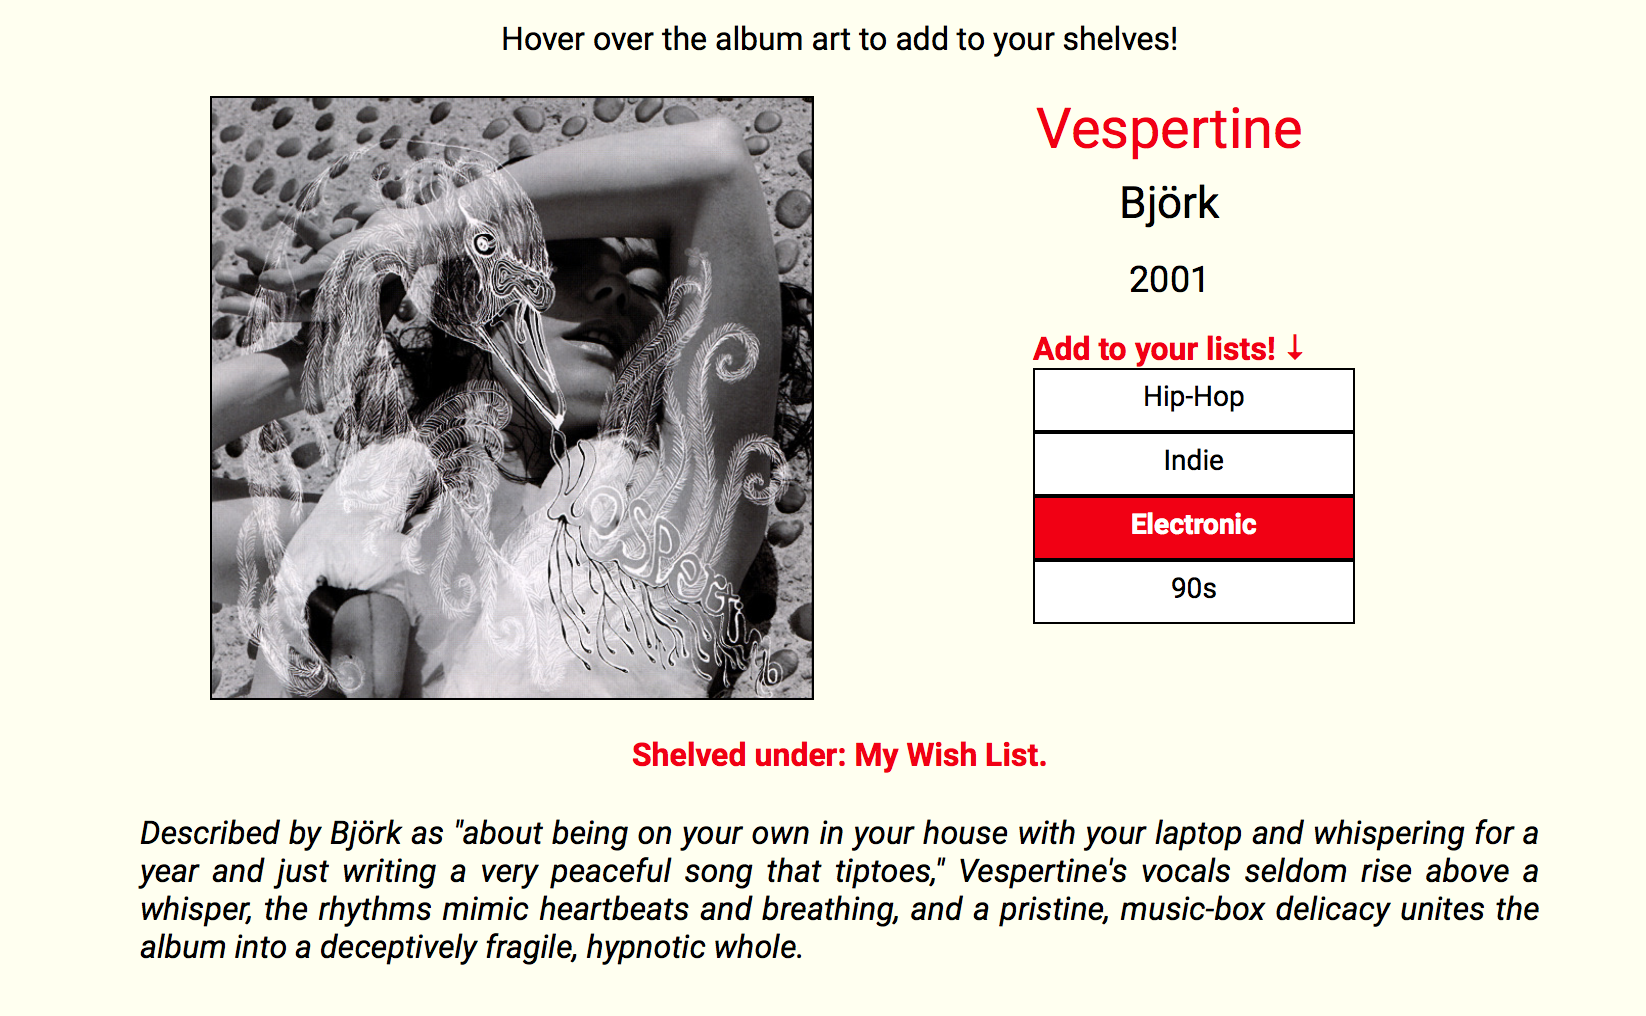 Hover over the album art to add to your shelves!
Vespertine
Björk
2001
Add to your lists! ↓
Hip-Hop
Indie
Electronic
90s
vespertine
Shelved under: My Wish List.
Described by Björk as "about being on your own in your house with your laptop and whispering for a
year and just writing a very peaceful song that tiptoes," Vespertine's vocals seldom rise above a
whisper, the rhythms mimic heartbeats and breathing, and a pristine, music-box delicacy unites the
album into a deceptively fragile, hypnotic whole.